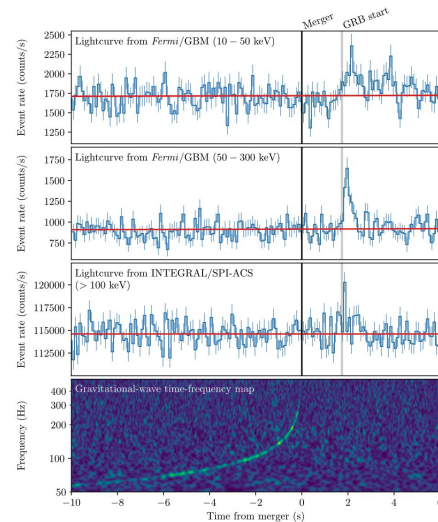 Merger
GRB start
Lightcurve from Fermi/GBM (10 − 50 keV)
2500
2250
2000
1750
1500
1250
Event rate (counts/s)
Lightcurve from Fermi/GBM (50 − 300 keV)
1750
1500
1250
1000
750
Event rate (counts/s)
Lightcurve from INTEGRAL/SPI-ACS
(> 100 keV)
120000
117500
115000
112500
Event rate (counts/s)
Gravitational-wave time-frequency map
400
300
200
100
50
Frequency (Hz)
−10 −8 −6 −4 −2 0 2 4 6
Time from merger (s)